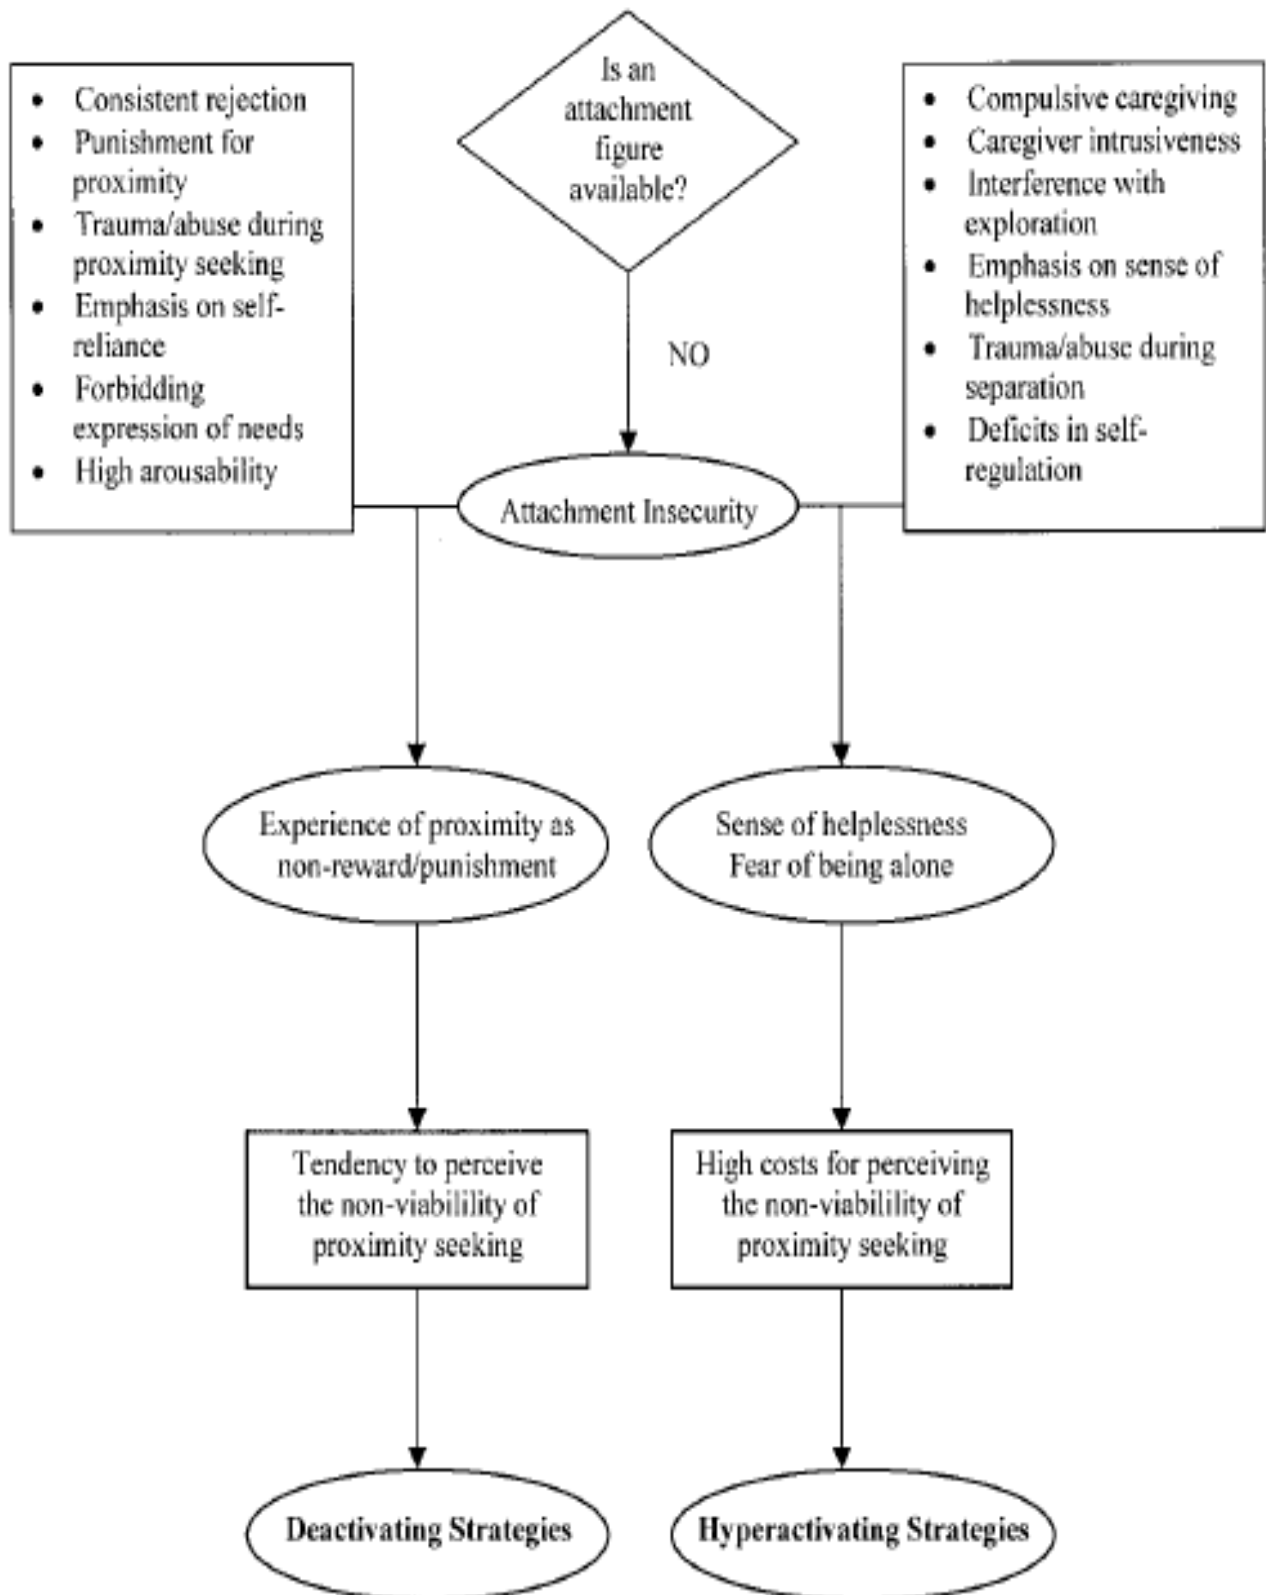 Is an
attachment
figure
available?
• Consistent rejection
• Punishment for
proximity
• Trauma/abuse during
proximity seeking
• Emphasis on self-
reliance
• Forbidding
expression of needs
• High arousability
• Compulsive caregiving
• Caregiver intrusiveness
• Interference with
exploration
• Emphasis on sense of
helplessness
• Trauma/abuse during
separation
• Deficits in self-
regulation
NO
Attachment Insecurity
Experience of proximity as
non-reward/punishment
Sense of helplessness
Fear of being alone
Tendency to perceive
the non-viabilility of
proximity seeking
High costs for perceiving
the non-viabilility of
proximity seeking
Deactivating Strategies
Hyperactivating Strategies